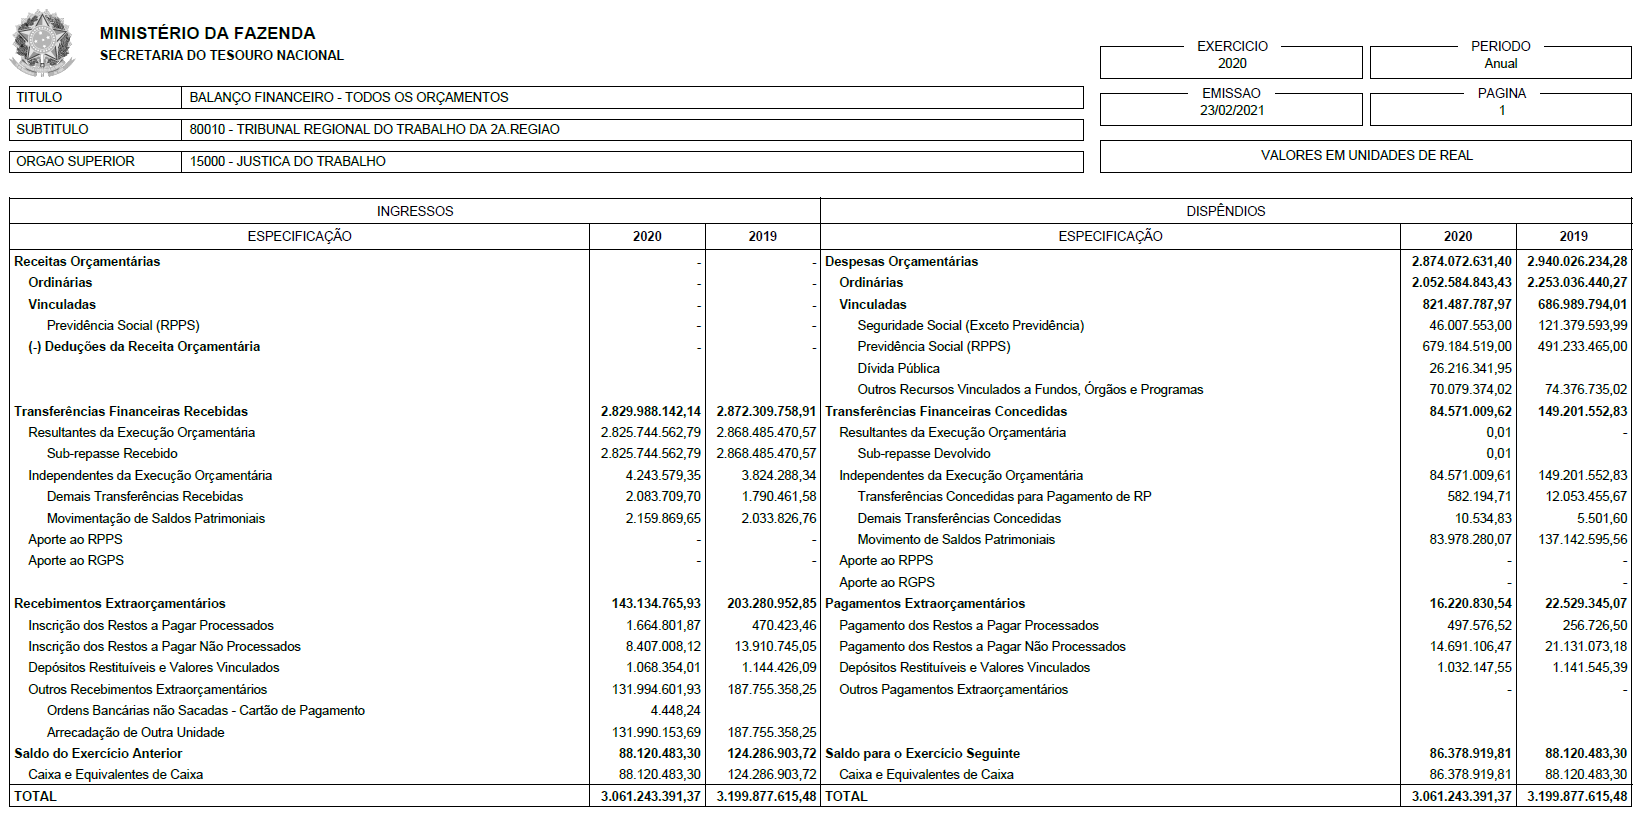 MINISTÉRIO DA FAZENDA
SECRETARIA DO TESOURO NACIONAL
EXERCICIO
2020
PERIODO
Anual
TITULO BALANÇO FINANCEIRO - TODOS OS ORÇAMENTOS
EMISSAO
23/02/2021
PAGINA
1
SUBTITULO 80010 - TRIBUNAL REGIONAL DO TRABALHO DA 2A.REGIAO
ORGAO SUPERIOR 15000 - JUSTICA DO TRABALHO
VALORES EM UNIDADES DE REAL
INGRESSOS DISPÊNDIOS
ESPECIFICAÇÃO 2020 2019 ESPECIFICAÇÃO 2020 2019
Receitas Orçamentárias - - Despesas Orçamentárias 2.874.072.631,40 2.940.026.234,28
Ordinárias - - Ordinárias 2.052.584.843,43 2.253.036.440,27
Vinculadas - - Vinculadas 821.487.787,97 686.989.794,01
Previdência Social (RPPS) - - Seguridade Social (Exceto Previdência) 46.007.553,00 121.379.593,99
(-) Deduções da Receita Orçamentária - - Previdência Social (RPPS) 679.184.519,00 491.233.465,00
Dívida Pública 26.216.341,95
Outros Recursos Vinculados a Fundos, Órgãos e Programas 70.079.374,02 74.376.735,02
Transferências Financeiras Recebidas 2.829.988.142,14 2.872.309.758,91 Transferências Financeiras Concedidas 84.571.009,62 149.201.552,83
Resultantes da Execução Orçamentária 2.825.744.562,79 2.868.485.470,57 Resultantes da Execução Orçamentária 0,01 -
Sub-repasse Recebido 2.825.744.562,79 2.868.485.470,57 Sub-repasse Devolvido 0,01
Independentes da Execução Orçamentária 4.243.579,35 3.824.288,34 Independentes da Execução Orçamentária 84.571.009,61 149.201.552,83
Demais Transferências Recebidas 2.083.709,70 1.790.461,58 Transferências Concedidas para Pagamento de RP 582.194,71 12.053.455,67
Movimentação de Saldos Patrimoniais 2.159.869,65 2.033.826,76 Demais Transferências Concedidas 10.534,83 5.501,60
Aporte ao RPPS - - Movimento de Saldos Patrimoniais 83.978.280,07 137.142.595,56
Aporte ao RGPS - - Aporte ao RPPS - -
Aporte ao RGPS - -
Recebimentos Extraorçamentários 143.134.765,93 203.280.952,85 Pagamentos Extraorçamentários 16.220.830,54 22.529.345,07
Inscrição dos Restos a Pagar Processados 1.664.801,87 470.423,46 Pagamento dos Restos a Pagar Processados 497.576,52 256.726,50
Inscrição dos Restos a Pagar Não Processados 8.407.008,12 13.910.745,05 Pagamento dos Restos a Pagar Não Processados 14.691.106,47 21.131.073,18
Depósitos Restituíveis e Valores Vinculados 1.068.354,01 1.144.426,09 Depósitos Restituíveis e Valores Vinculados 1.032.147,55 1.141.545,39
Outros Recebimentos Extraorçamentários 131.994.601,93 187.755.358,25 Outros Pagamentos Extraorçamentários - -
Ordens Bancárias não Sacadas - Cartão de Pagamento 4.448,24
Arrecadação de Outra Unidade 131.990.153,69 187.755.358,25
Saldo do Exercício Anterior 88.120.483,30 124.286.903,72 Saldo para o Exercício Seguinte 86.378.919,81 88.120.483,30
Caixa e Equivalentes de Caixa 88.120.483,30 124.286.903,72 Caixa e Equivalentes de Caixa 86.378.919,81 88.120.483,30
TOTAL 3.061.243.391,37 3.199.877.615,48 TOTAL 3.061.243.391,37 3.199.877.615,48